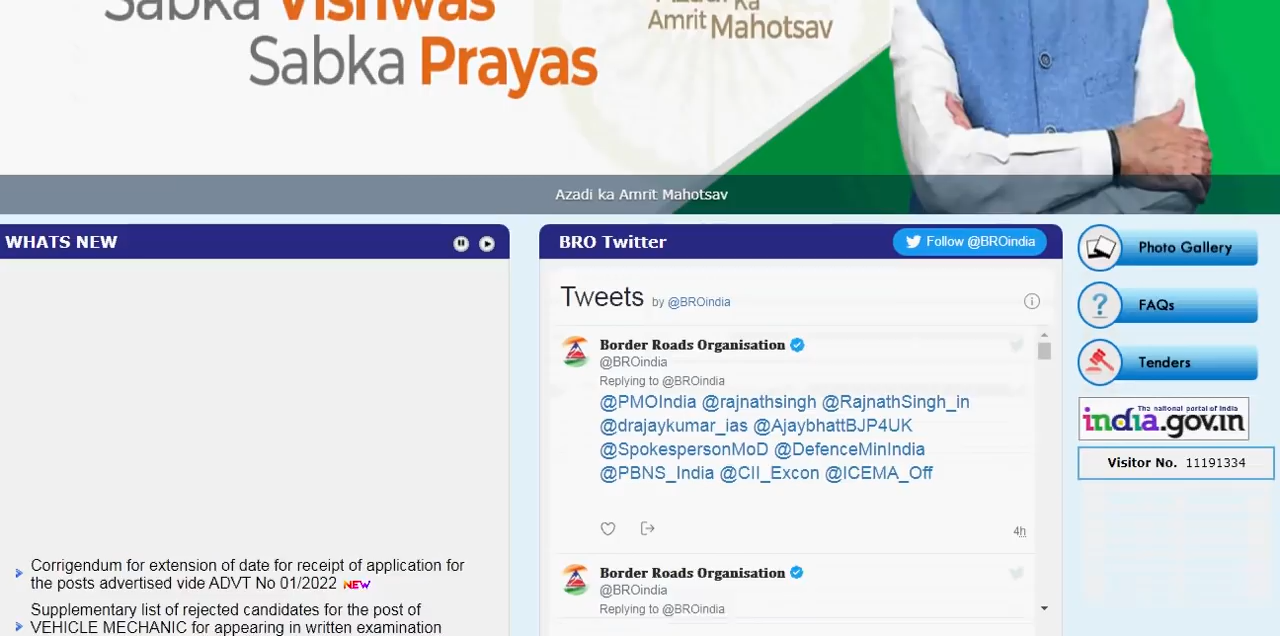 Sabka Vishwas
Azadi Ka
Amrit Mahotsav
Sabka Prayas
Azadi ka Amrit Mahotsav
WHATS NEW
Corrigendum for extension of date for receipt of application for
the posts advertised vide ADVT No 01/2022 NEW
Supplementary list of rejected candidates for the post of
VEHICLE MECHANIC for appearing in written examination
BRO Twitter
Follow @BROindia
Tweets by @BROindia
Border Roads Organisation
@BROindia
Replying to @BROindia
@PMOIndia @rajnathsingh @RajnathSingh_in
@drajaykumar_ias @AjaybhattBJP4UK
@SpokespersonMoD @DefenceMinIndia
@PBNS_India @CII_Excon @ICEMA_Off
4h
Border Roads Organisation
@BROindia
Replying to @BROindia
Photo Gallery
FAQs
Tenders
The national portal of India
india.gov.in
Visitor No. 11191334